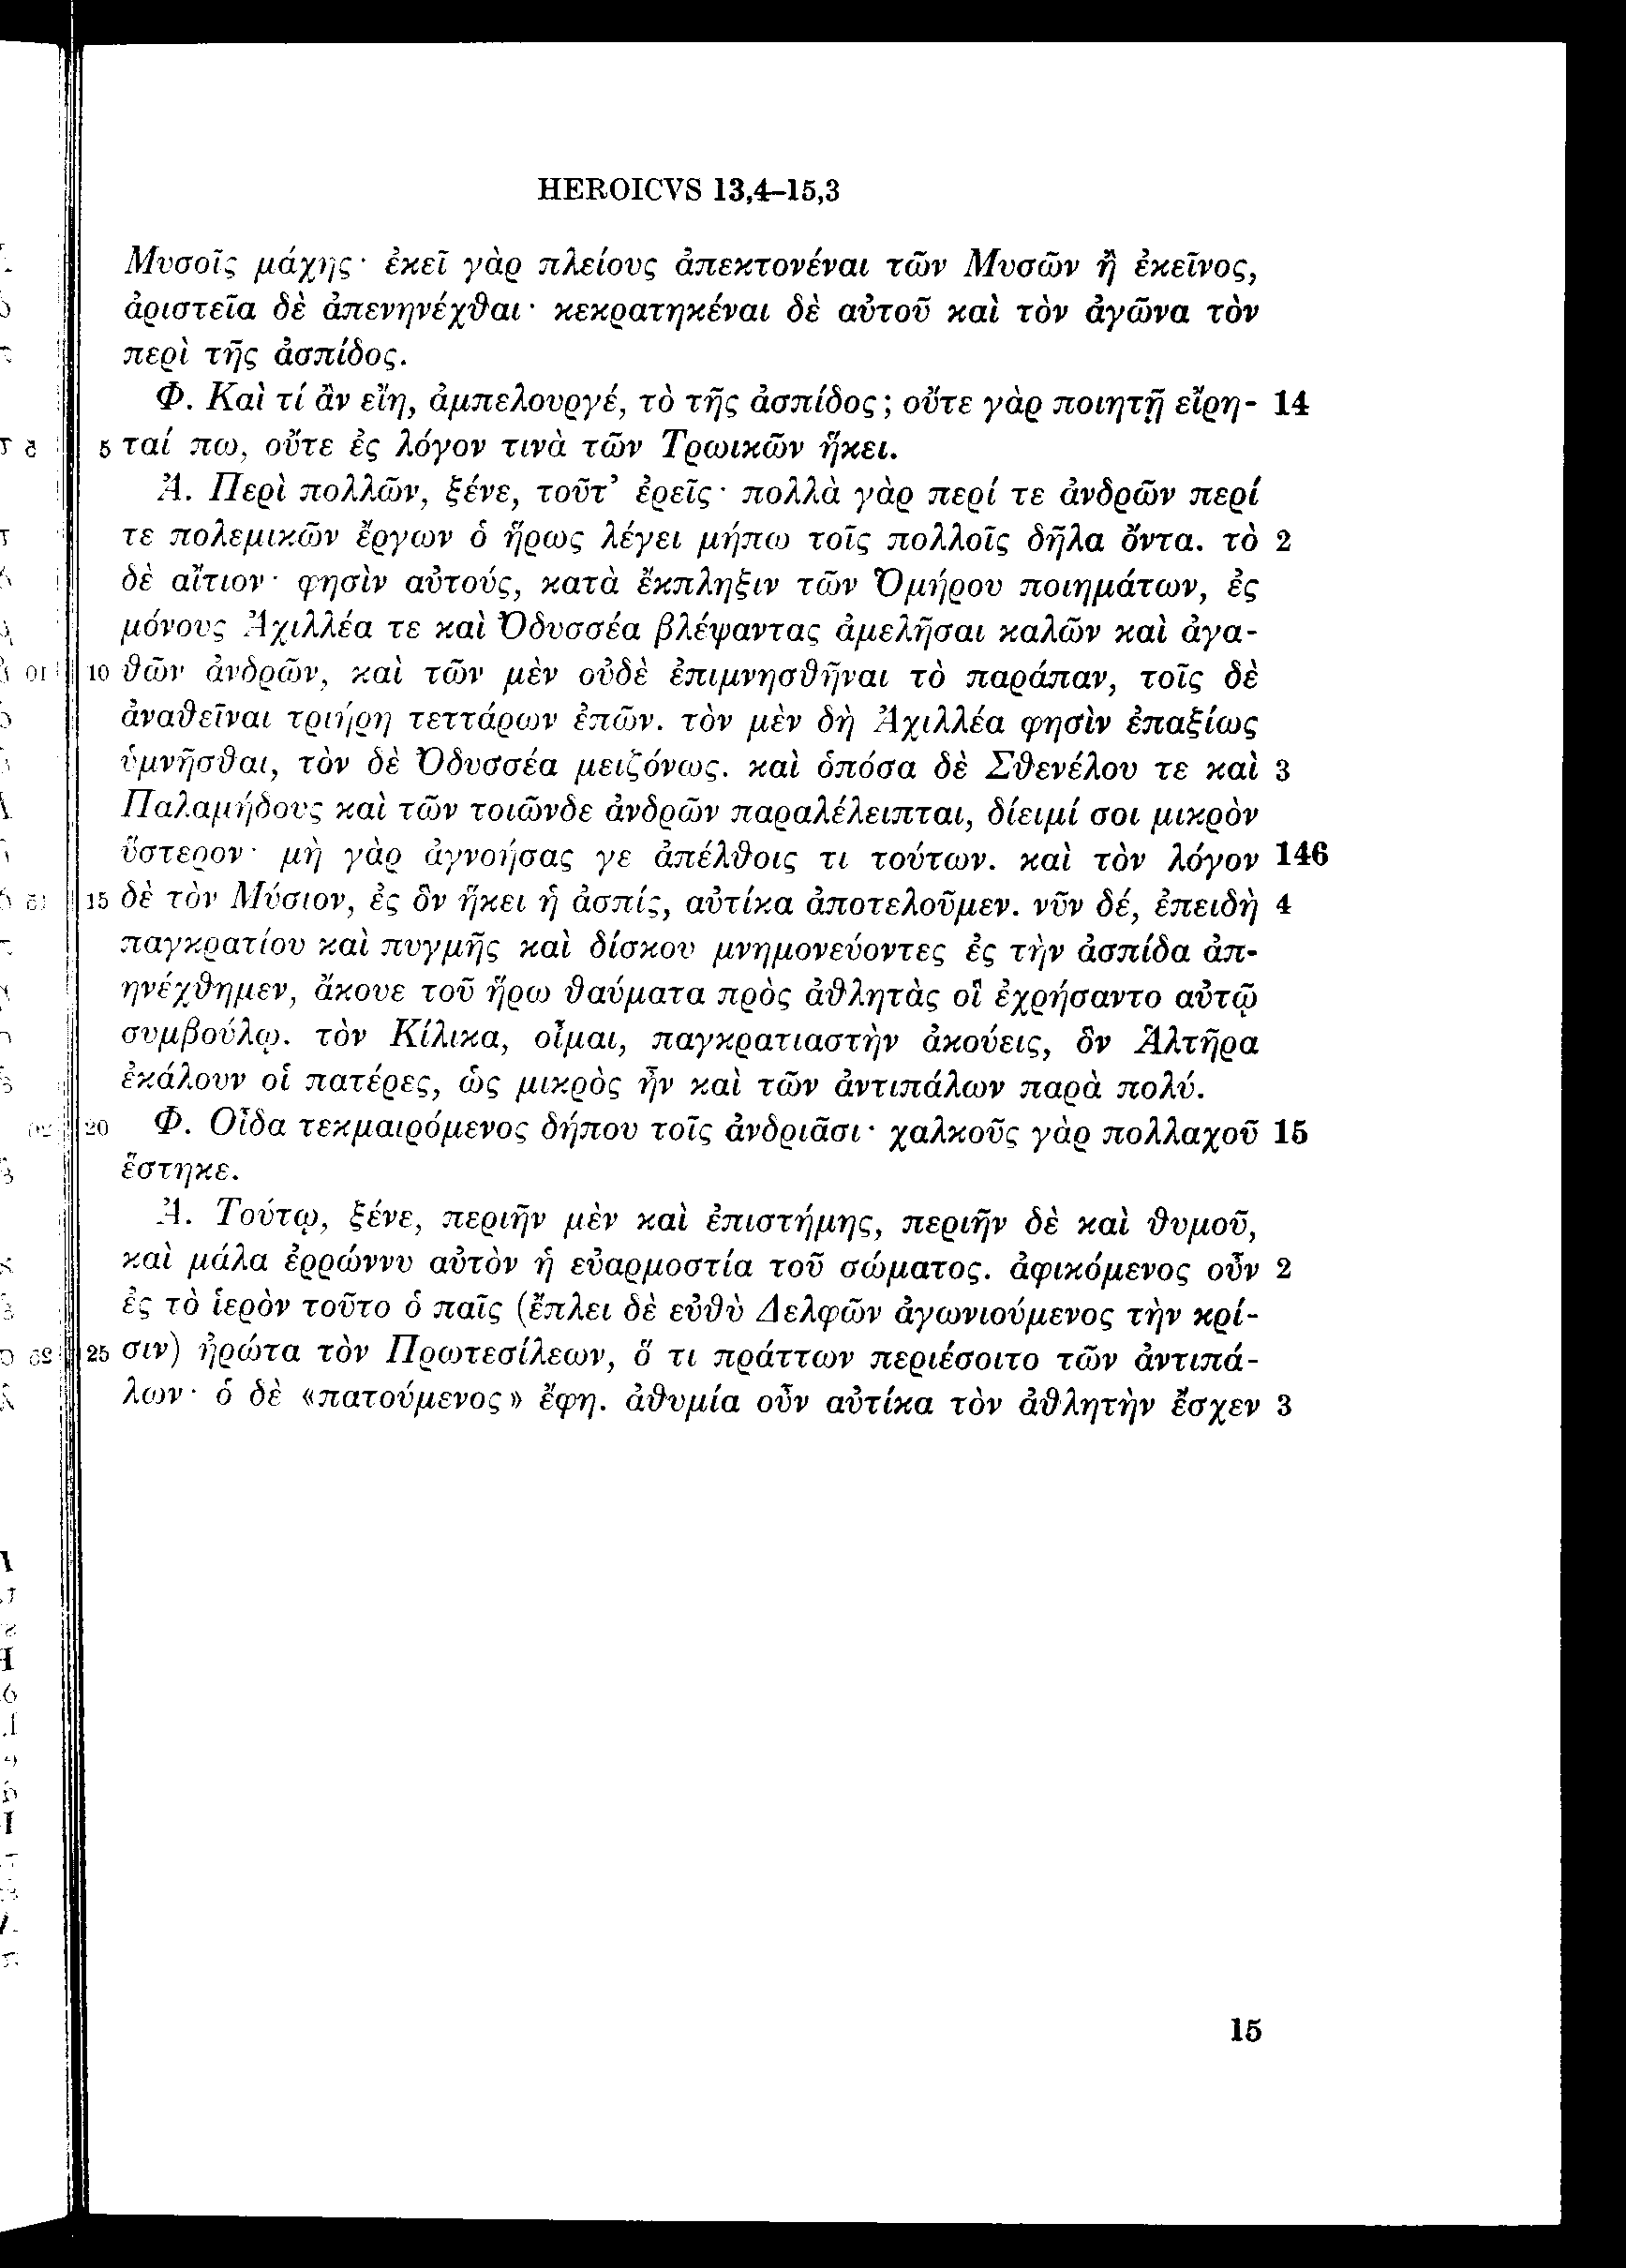 HEROICVS 13,4–15,3
Μυσοῖς μάχης· ἐκεῖ γὰρ πλείους ἀπεκτονέναι τῶν Μυσῶν ἢ ἐκεῖνος,
ἀριστεῖα δὲ ἀπενηνέχθαι· κεκρατηκέναι δὲ αὐτοῦ καὶ τὸν ἀγῶνα τὸν
περὶ τῆς ἀσπίδος.
Φ. Καὶ τί ἂν εἴη, ἀμπελουργέ, τὸ τῆς ἀσπίδος; οὔτε γὰρ ποιητῇ εἴρη- 14
5 ταί πω, οὔτε ἐς λόγον τινὰ τῶν Τρωικῶν ἥκει.
Ἀ. Περὶ πολλῶν, ξένε, τοῦτ’ ἐρεῖς· πολλὰ γὰρ περί τε ἀνδρῶν περί
τε πολεμικῶν ἔργων ὁ ἥρως λέγει μήπω τοῖς πολλοῖς δῆλα ὄντα. τὸ 2
δὲ αἴτιον· φησὶν αὐτούς, κατὰ ἔκπληξιν τῶν Ὁμήρου ποιημάτων, ἐς
μόνους Ἀχιλλέα τε καὶ Ὀδυσσέα βλέψαντας ἀμελῆσαι καλῶν καὶ ἀγα-
10 θῶν ἀνδρῶν, καὶ τῶν μὲν οὐδὲ ἐπιμνησθῆναι τὸ παράπαν, τοῖς δὲ
ἀναθεῖναι τριήρη τεττάρων ἐπῶν. τὸν μὲν δὴ Ἀχιλλέα φησὶν ἐπαξίως
ὑμνῆσθαι, τὸν δὲ Ὀδυσσέα μειζόνως. καὶ ὁπόσα δὲ Σθενέλου τε καὶ 3
Παλαμήδους καὶ τῶν τοιῶνδε ἀνδρῶν παραλέλειπται, δίειμί σοι μικρὸν
ὕστερον· μὴ γὰρ ἀγνοήσας γε ἀπέλθοις τι τούτων. καὶ τὸν λόγον 146
15 δὲ τὸν Μύσιον, ἐς ὃν ἥκει ἡ ἀσπίς, αὐτίκα ἀποτελοῦμεν. νῦν δέ, ἐπειδὴ 4
παγκρατίου καὶ πυγμῆς καὶ δίσκου μνημονεύοντες ἐς τὴν ἀσπίδα ἀπ-
ηνέχθημεν, ἄκουε τοῦ ἥρω θαύματα πρὸς ἀθλητὰς οἳ ἐχρήσαντο αὐτῷ
συμβούλῳ. τὸν Κίλικα, οἶμαι, παγκρατιαστὴν ἀκούεις, ὃν Ἁλτῆρα
ἐκάλουν οἱ πατέρες, ὡς μικρὸς ἦν καὶ τῶν ἀντιπάλων παρὰ πολύ.
20 Φ. Οἶδα τεκμαιρόμενος δήπου τοῖς ἀνδριᾶσι· χαλκοῦς γὰρ πολλαχοῦ 15
ἕστηκε.
Ἀ. Τούτῳ, ξένε, περιῆν μὲν καὶ ἐπιστήμης, περιῆν δὲ καὶ θυμοῦ,
καὶ μάλα ἐρρώννυ αὐτὸν ἡ εὐαρμοστία τοῦ σώματος. ἀφικόμενος οὖν 2
ἐς τὸ ἱερὸν τοῦτο ὁ παῖς (ἔπλει δὲ εὐθὺ Δελφῶν ἀγωνιούμενος τὴν κρί-
25 σιν) ἠρώτα τὸν Πρωτεσίλεων, ὅ τι πράττων περιέσοιτο τῶν ἀντιπά-
λων· ὁ δὲ «πατούμενος» ἔφη. ἀθυμία οὖν αὐτίκα τὸν ἀθλητὴν ἔσχεν 3
15